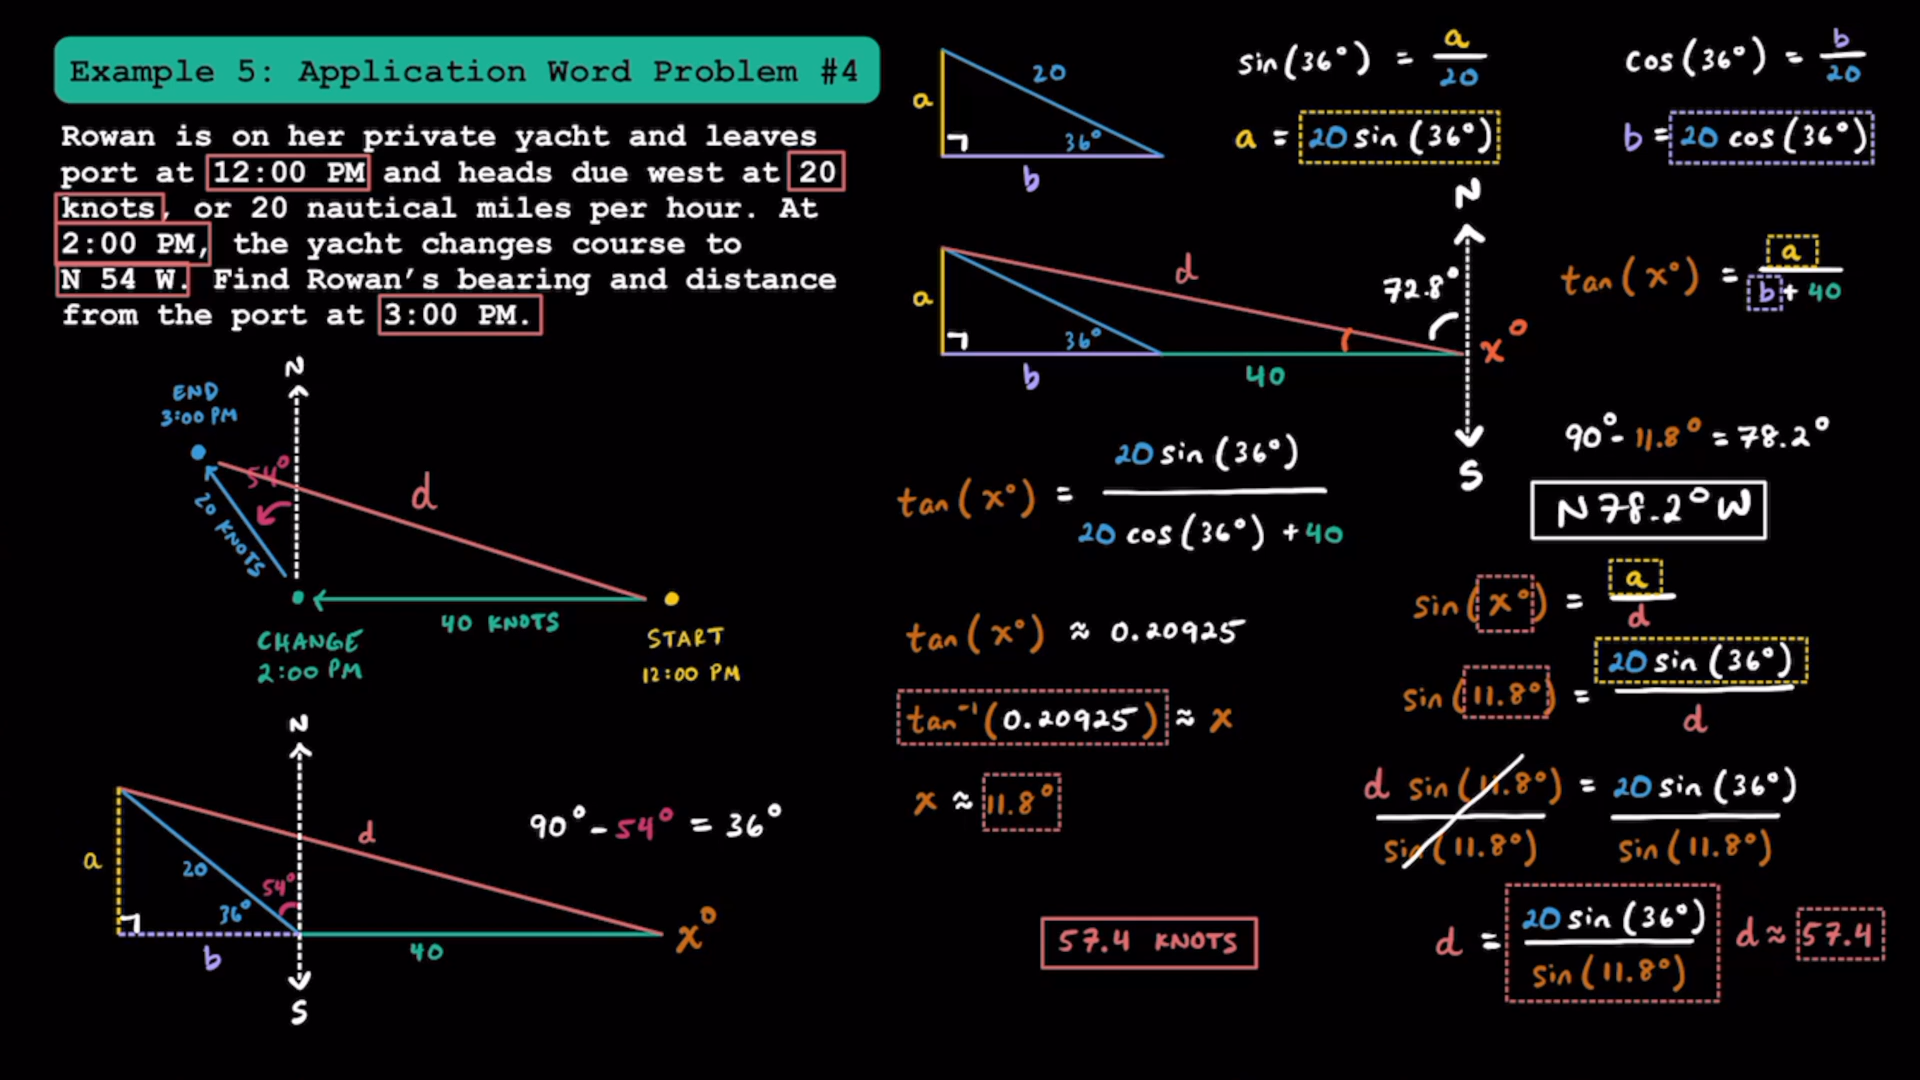 Example 5: Application Word Problem #4
Rowan is on her private yacht and leaves
port at 12:00 PM and heads due west at 20
knots, or 20 nautical miles per hour. At
2:00 PM, the yacht changes course to
N 54 W. Find Rowan’s bearing and distance
from the port at 3:00 PM.
N
END
3:00 PM
54°
20 KNOTS
d
40 KNOTS
CHANGE
2:00 PM
START
12:00 PM
N
a
20
54°
36°
d
b
40
x°
S
90° - 54° = 36°
a
20
36°
b
sin(36°) = a/20
a = 20 sin (36°)
cos(36°) = b/20
b = 20 cos (36°)
N
a
d
36°
b
40
72.8°
x°
S
tan(x°) = a/b + 40
tan(x°) = 20 sin (36°)/20 cos (36°) + 40
tan(x°) ≈ 0.20925
tan⁻¹(0.20925) ≈ x
x ≈ 11.8°
90° - 11.8° = 78.2°
N 78.2° W
sin(x°) = a/d
sin(11.8°) = 20 sin (36°)/d
d sin(11.8°)/sin(11.8°) = 20 sin (36°)/sin(11.8°)
d = 20 sin (36°)/sin(11.8°)
d ≈ 57.4
57.4 KNOTS